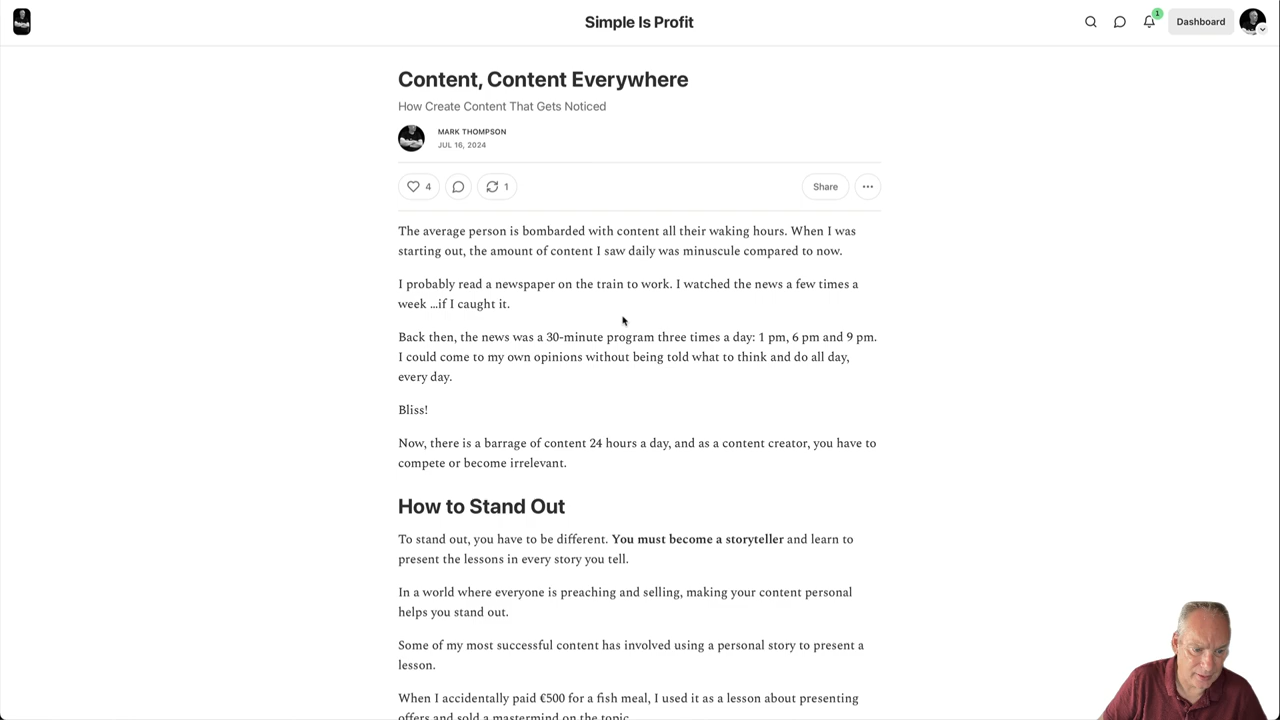 Simple Is Profit
1
Dashboard
Content, Content Everywhere
How Create Content That Gets Noticed
MARK THOMPSON
JUL 16, 2024
4
1
Share
The average person is bombarded with content all their waking hours. When I was
starting out, the amount of content I saw daily was minuscule compared to now.
I probably read a newspaper on the train to work. I watched the news a few times a
week …if I caught it.
Back then, the news was a 30-minute program three times a day: 1 pm, 6 pm and 9 pm.
I could come to my own opinions without being told what to think and do all day,
every day.
Bliss!
Now, there is a barrage of content 24 hours a day, and as a content creator, you have to
compete or become irrelevant.
How to Stand Out
To stand out, you have to be different. You must become a storyteller and learn to
present the lessons in every story you tell.
In a world where everyone is preaching and selling, making your content personal
helps you stand out.
Some of my most successful content has involved using a personal story to present a
lesson.
When I accidentally paid €500 for a fish meal, I used it as a lesson about presenting
offers and sold a mastermind on the topic.